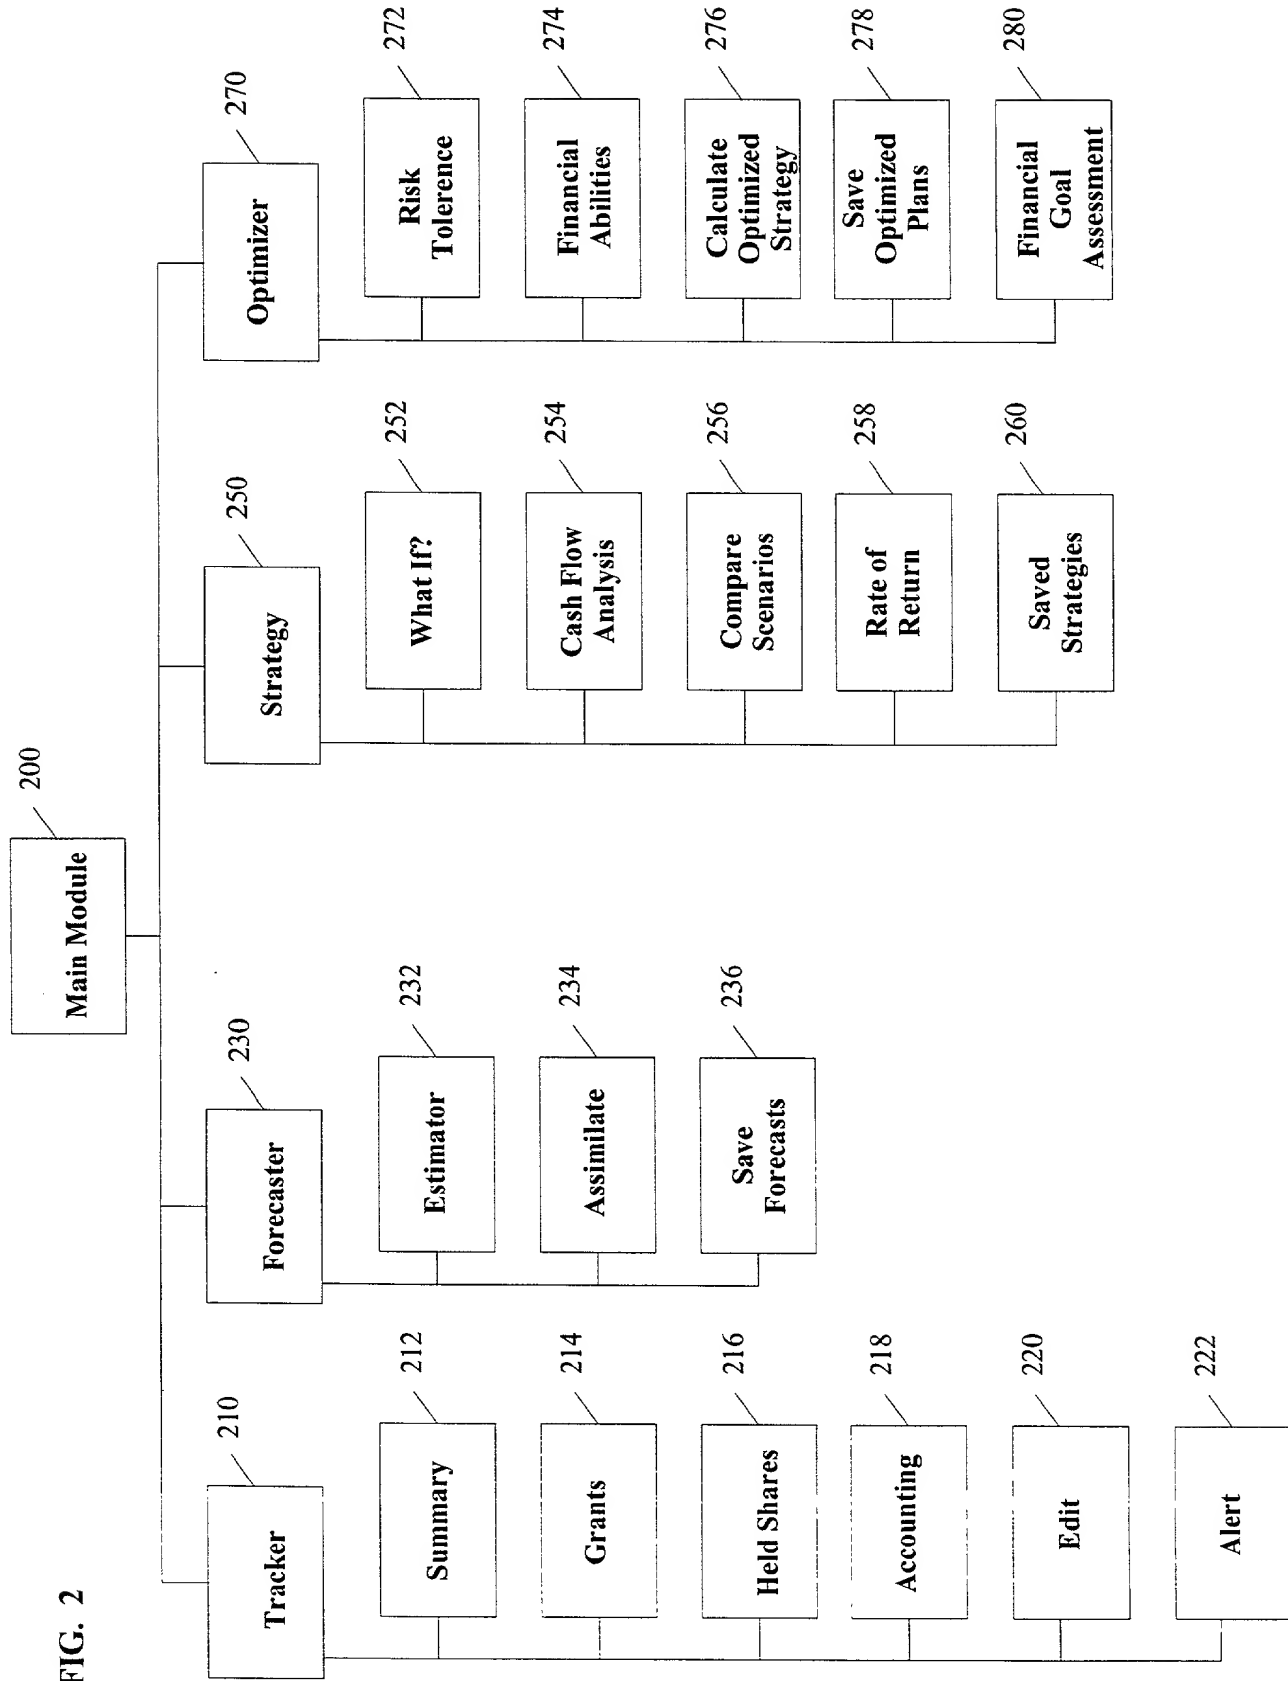 FIG. 2
200
Main Module
210
Tracker
212
Summary
214
Grants
216
Held Shares
218
Accounting
220
Edit
222
Alert
230
Forecaster
232
Estimator
234
Assimilate
236
Save
Forecasts
250
Strategy
252
What If?
254
Cash Flow
Analysis
256
Compare
Scenarios
258
Rate of
Return
260
Saved
Strategies
270
Optimizer
272
Risk
Tolerence
274
Financial
Abilities
276
Calculate
Optimized
Strategy
278
Save
Optimized
Plans
280
Financial
Goal
Assessment